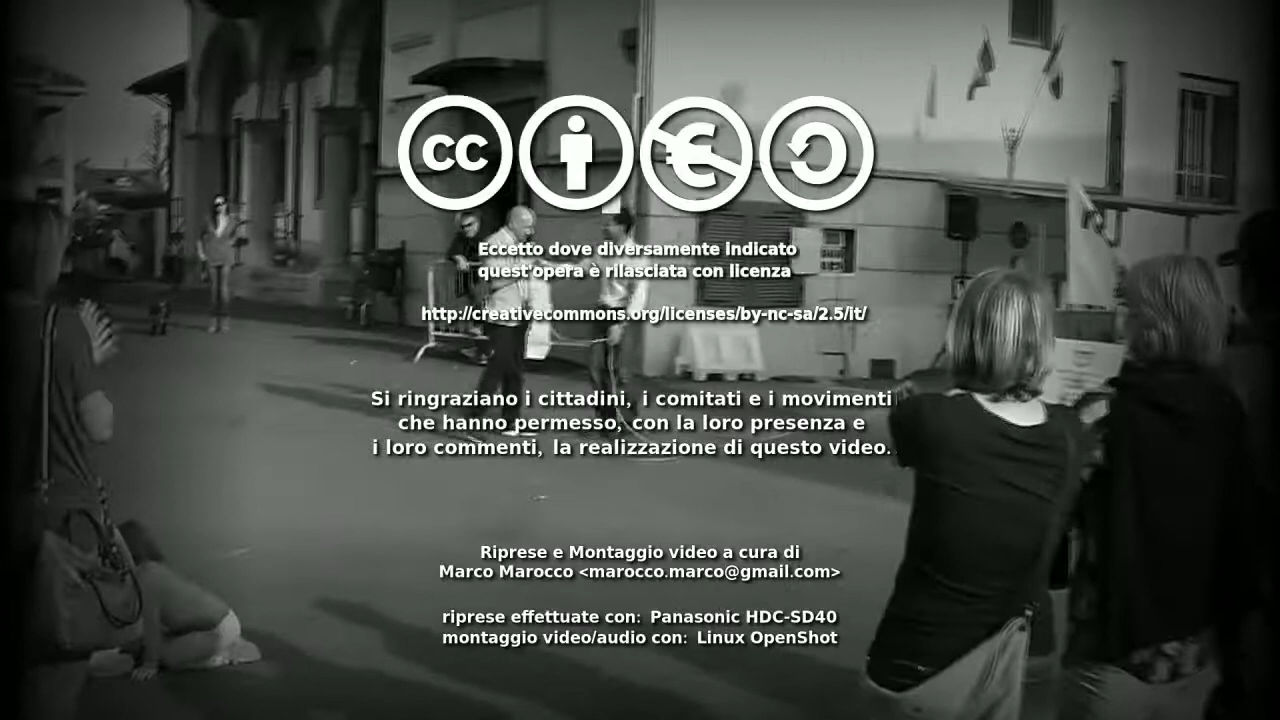 cc
Eccetto dove diversamente indicato
quest'opera è rilasciata con licenza
http://creativecommons.org/licenses/by-nc-sa/2.5/it/
Si ringraziano i cittadini, i comitati e i movimenti
che hanno permesso, con la loro presenza e
i loro commenti, la realizzazione di questo video.
Riprese e Montaggio video a cura di
Marco Marocco <marocco.marco@gmail.com>
riprese effettuate con: Panasonic HDC-SD40
montaggio video/audio con: Linux OpenShot